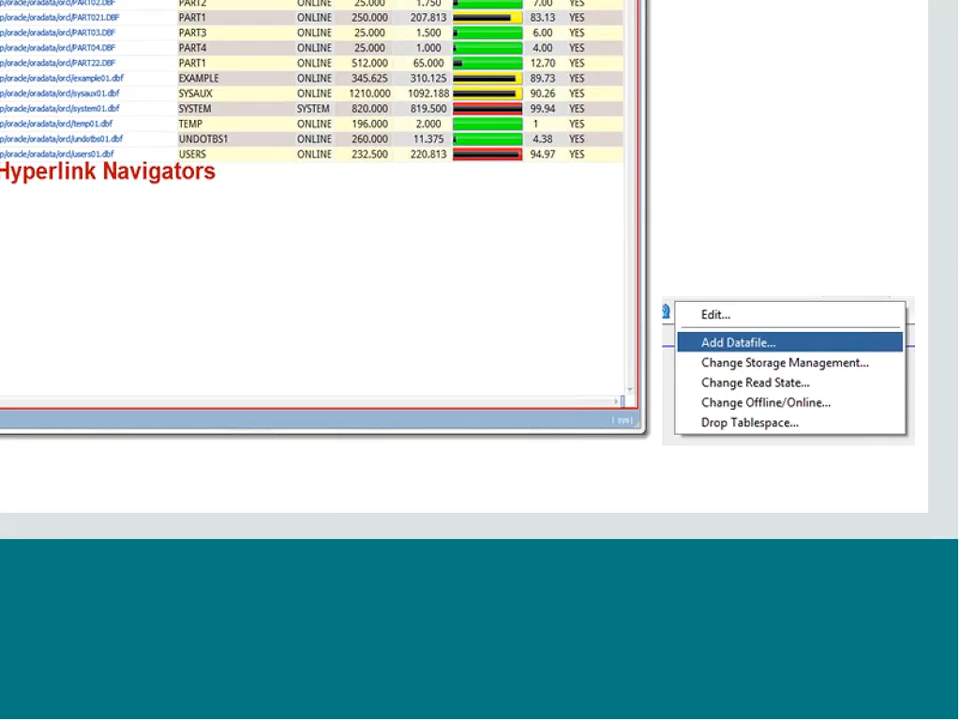 p/oracle/oradata/orcl/PART02.DBF PART2 ONLINE 25.000 1.750 7.00 YES
p/oracle/oradata/orcl/PART021.DBF PART1 ONLINE 250.000 207.813 83.13 YES
p/oracle/oradata/orcl/PART03.DBF PART3 ONLINE 25.000 1.500 6.00 YES
p/oracle/oradata/orcl/PART04.DBF PART4 ONLINE 25.000 1.000 4.00 YES
p/oracle/oradata/orcl/PART22.DBF PART1 ONLINE 512.000 65.000 12.70 YES
p/oracle/oradata/orcl/example01.dbf EXAMPLE ONLINE 345.625 310.125 89.73 YES
p/oracle/oradata/orcl/sysaux01.dbf SYSAUX ONLINE 1210.000 1092.188 90.26 YES
p/oracle/oradata/orcl/system01.dbf SYSTEM SYSTEM 820.000 819.500 99.94 YES
p/oracle/oradata/orcl/temp01.dbf TEMP ONLINE 196.000 2.000 1 YES
p/oracle/oradata/orcl/undotbs01.dbf UNDOTBS1 ONLINE 260.000 11.375 4.38 YES
p/oracle/oradata/orcl/users01.dbf USERS ONLINE 232.500 220.813 94.97 YES
Hyperlink Navigators
Edit...
Add Datafile...
Change Storage Management...
Change Read State...
Change Offline/Online...
Drop Tablespace...
| sys |